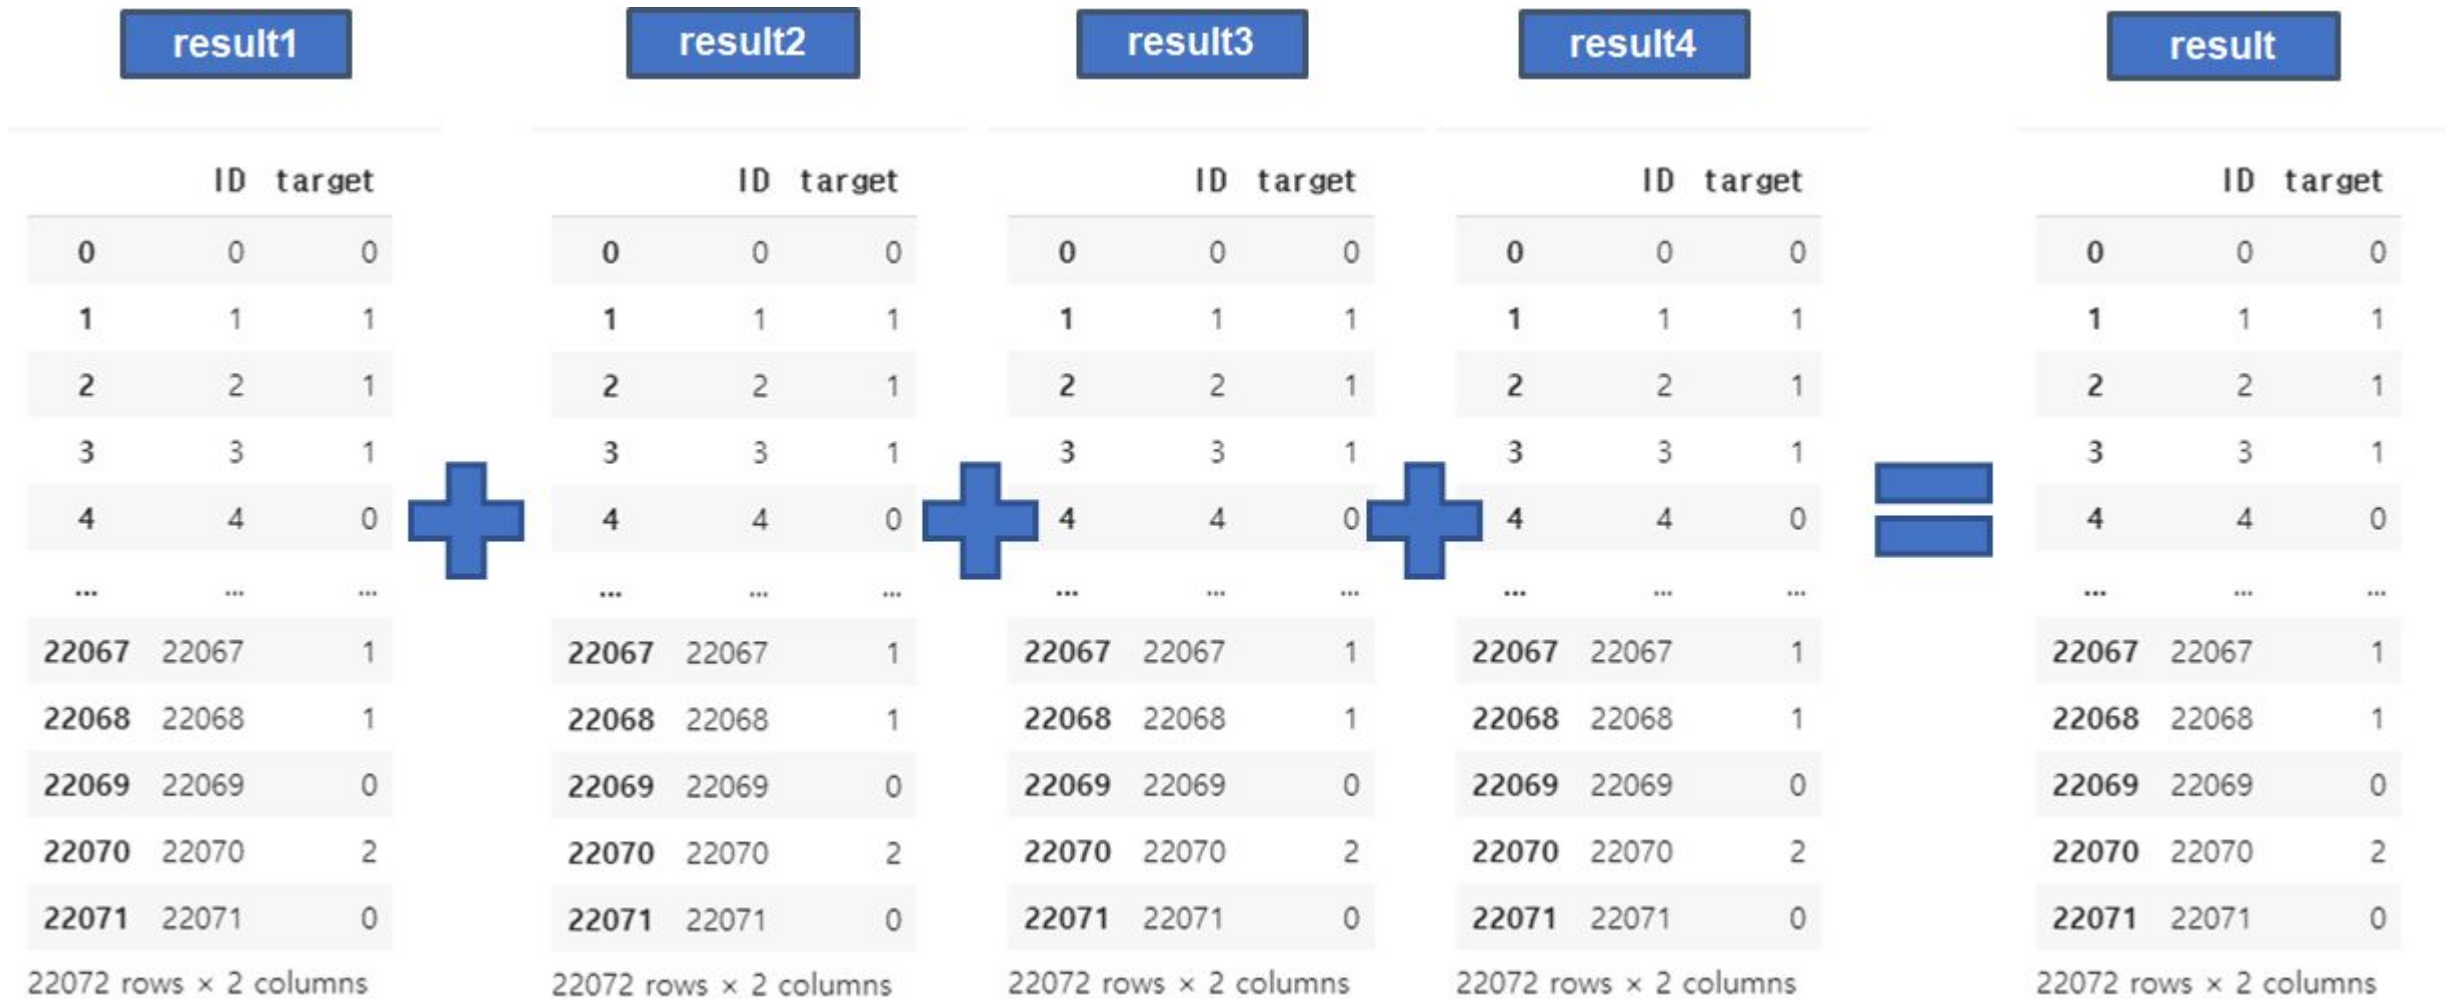 result1 result2 result3 result4 result
ID target ID target ID target ID target ID target
0 0 0 0 0 0 0 0 0 0 0 0 0 0 0
1 1 1 1 1 1 1 1 1 1 1 1 1 1 1
2 2 1 2 2 1 2 2 1 2 2 1 2 2 1
3 3 1 3 3 1 3 3 1 3 3 1 3 3 1
4 4 0 4 4 0 4 4 0 4 4 0 4 4 0
... ... ... ... ... ... ... ... ... ... ... ... ... ... ...
22067 22067 1 22067 22067 1 22067 22067 1 22067 22067 1 22067 22067 1
22068 22068 1 22068 22068 1 22068 22068 1 22068 22068 1 22068 22068 1
22069 22069 0 22069 22069 0 22069 22069 0 22069 22069 0 22069 22069 0
22070 22070 2 22070 22070 2 22070 22070 2 22070 22070 2 22070 22070 2
22071 22071 0 22071 22071 0 22071 22071 0 22071 22071 0 22071 22071 0
22072 rows × 2 columns 22072 rows × 2 columns 22072 rows × 2 columns 22072 rows × 2 columns 22072 rows × 2 columns